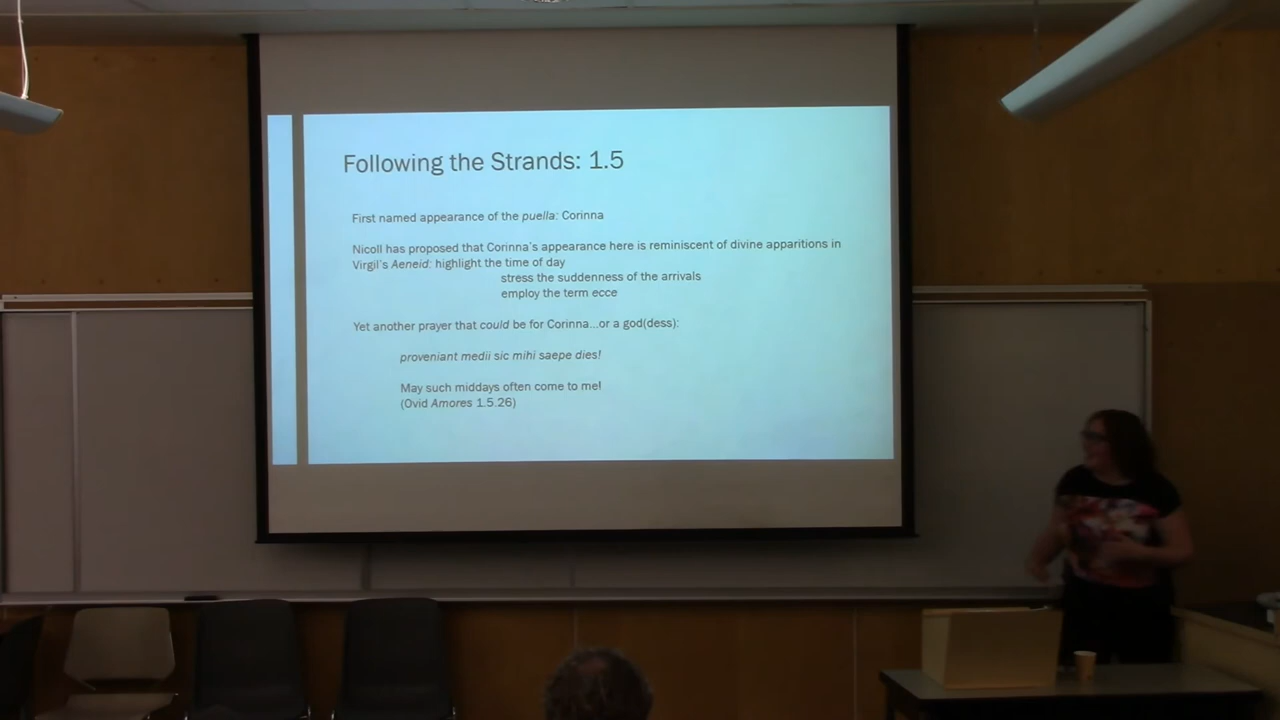 Following the Strands: 1.5
First named appearance of the puella: Corinna
Nicoll has proposed that Corinna's appearance here is reminiscent of divine apparitions in
Virgil's Aeneid: highlight the time of day
stress the suddenness of the arrivals
employ the term ecce
Yet another prayer that could be for Corinna...or a god(dess):
proveniant medii sic mihi saepe dies!
May such middays often come to me!
(Ovid Amores 1.5.26)